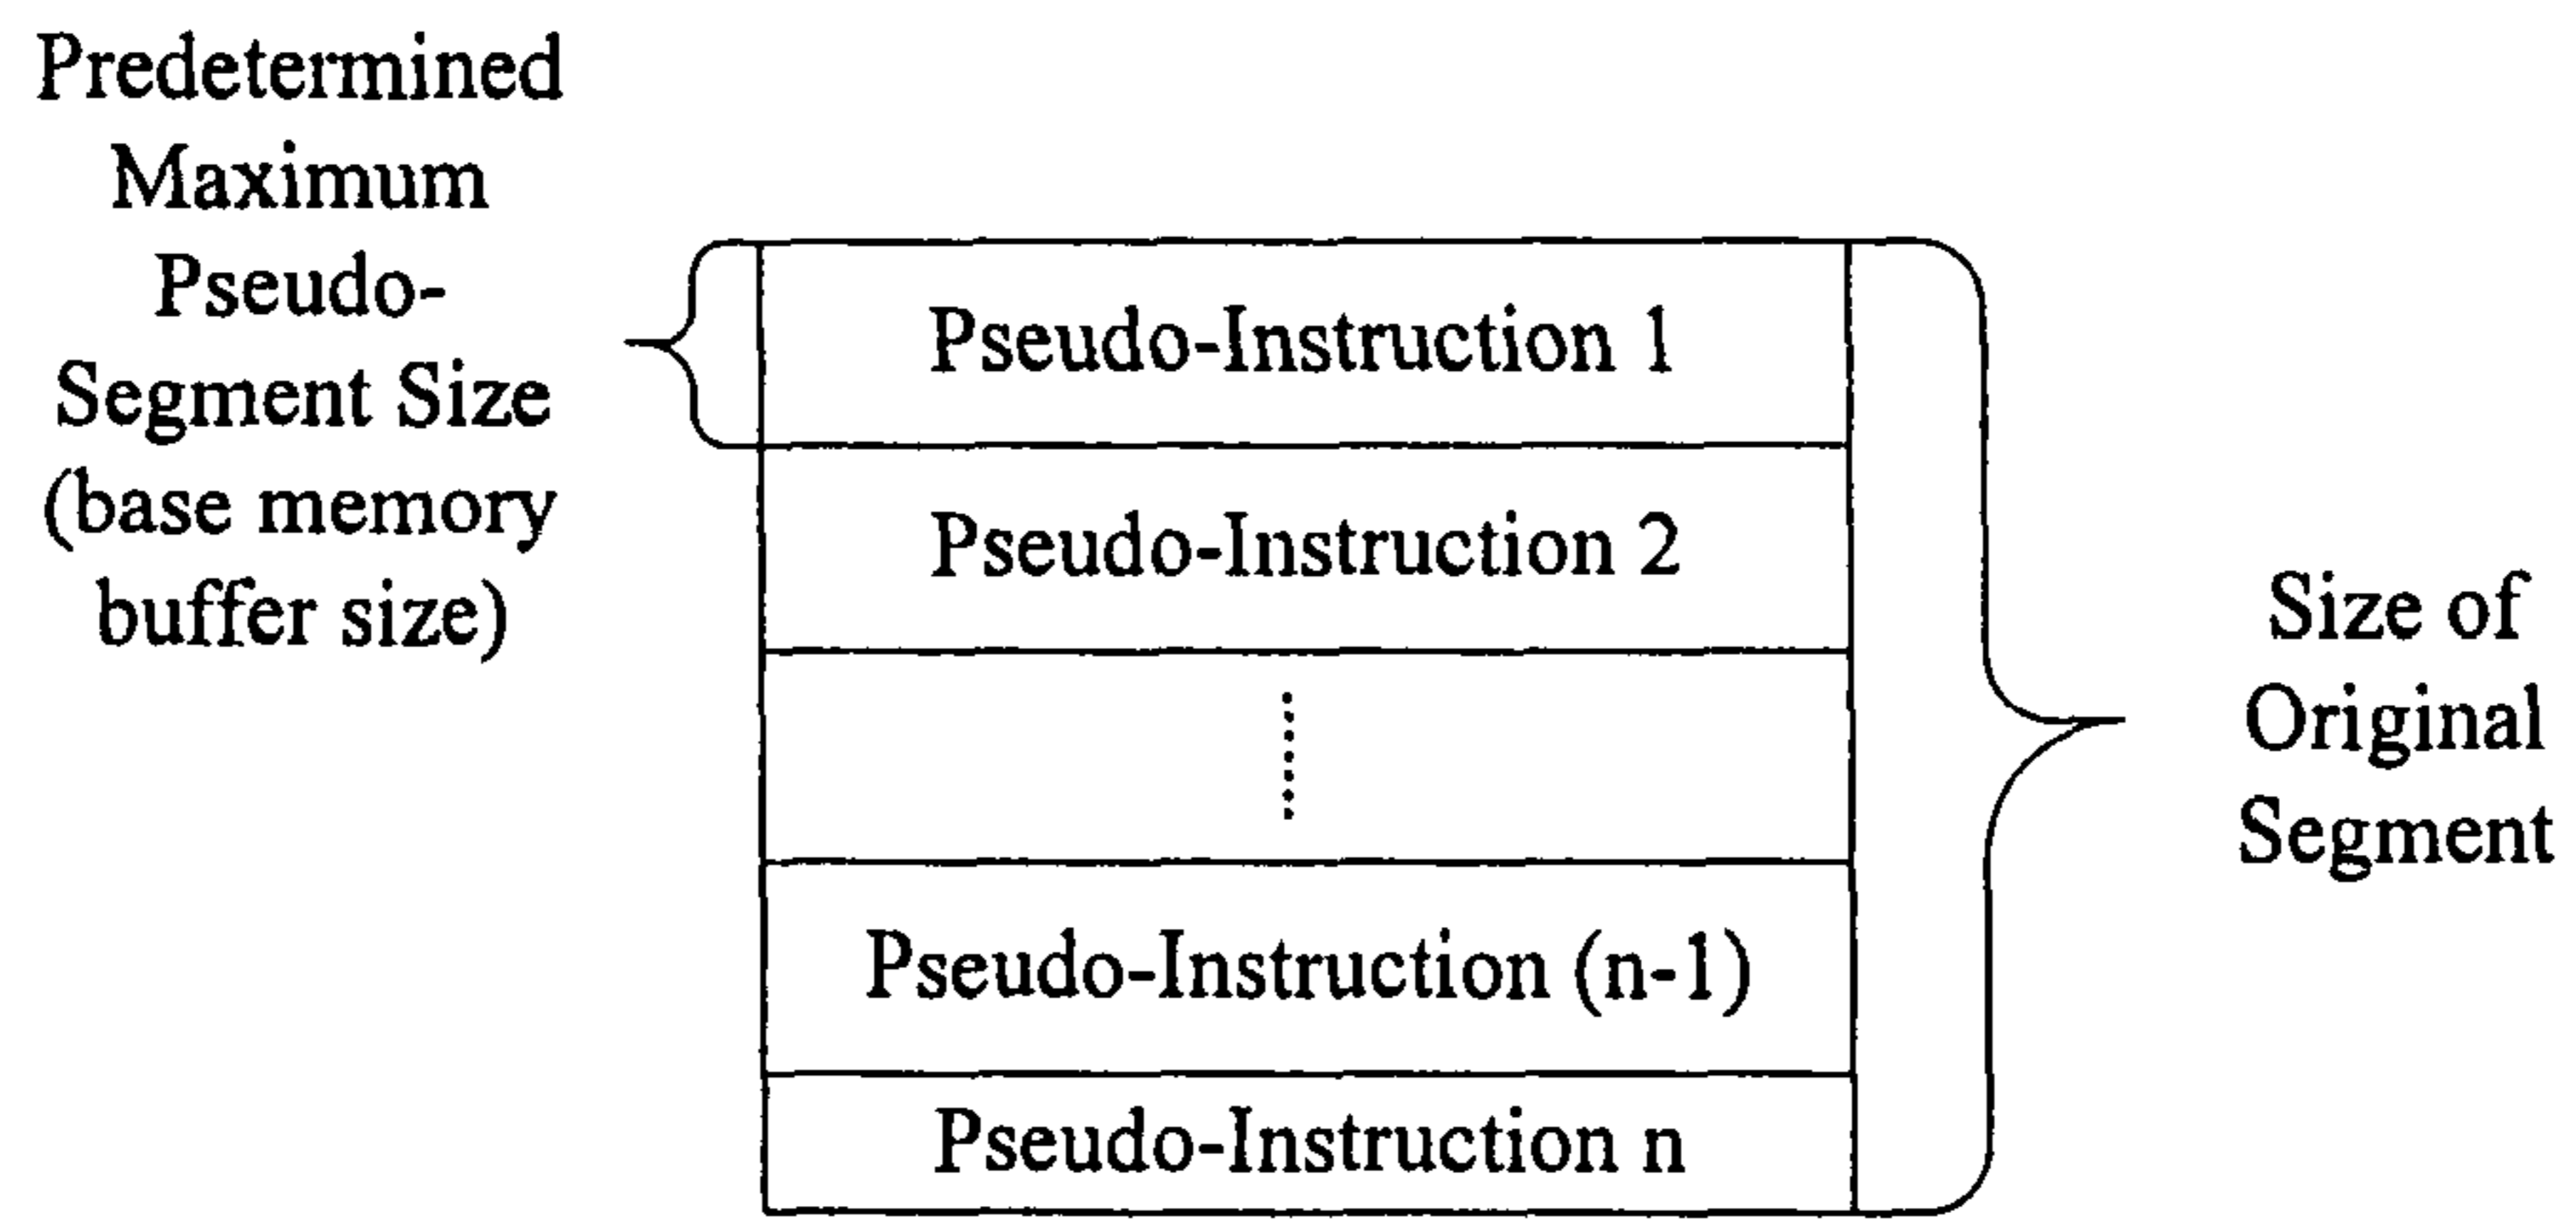 Predetermined
Maximum
Pseudo-
Segment Size
(base memory
buffer size)
Pseudo-Instruction 1
Pseudo-Instruction 2
Pseudo-Instruction (n-1)
Pseudo-Instruction n
Size of
Original
Segment